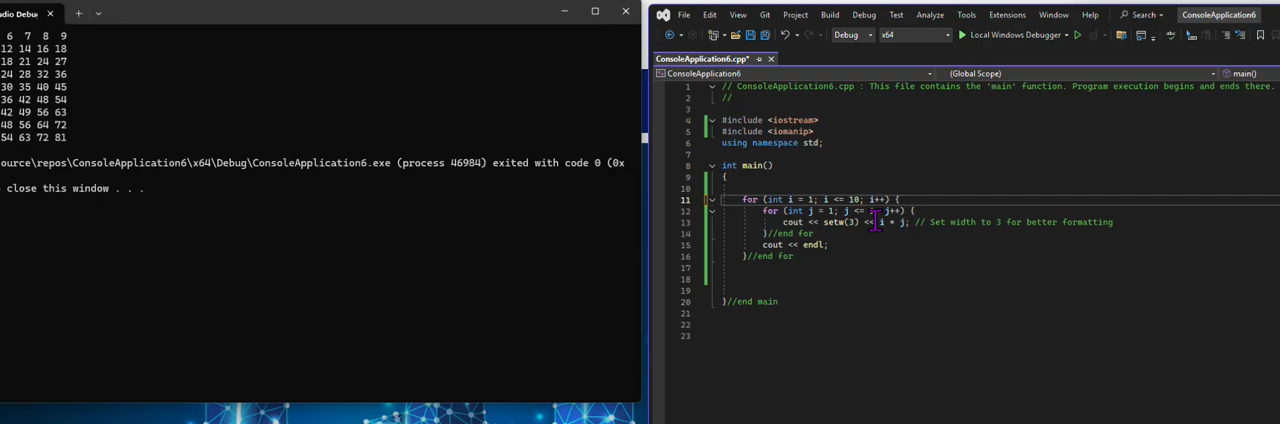 udio Debug
6 7 8 9
12 14 16 18
18 21 24 27
24 28 32 36
30 35 40 45
36 42 48 54
42 49 56 63
48 56 64 72
54 63 72 81
ource\repos\ConsoleApplication6\x64\Debug\ConsoleApplication6.exe (process 46984) exited with code 0 (0x
o close this window . . .
File Edit View Git Project Build Debug Test Analyze Tools Extensions Window Help Search ConsoleApplication6
Debug x64 Local Windows Debugger
ConsoleApplication6.cpp*
ConsoleApplication6 (Global Scope) main()
1 // ConsoleApplication6.cpp : This file contains the 'main' function. Program execution begins and ends there.
2 //
3
4 #include <iostream>
5 #include <iomanip>
6 using namespace std;
7
8 int main()
9 {
10
11 for (int i = 1; i <= 10; i++) {
12 for (int j = 1; j <= j++) {
13 cout << setw(3) << i * j; // Set width to 3 for better formatting
14 }//end for
15 cout << endl;
16 }//end for
17
18
19
20 }//end main
21
22
23